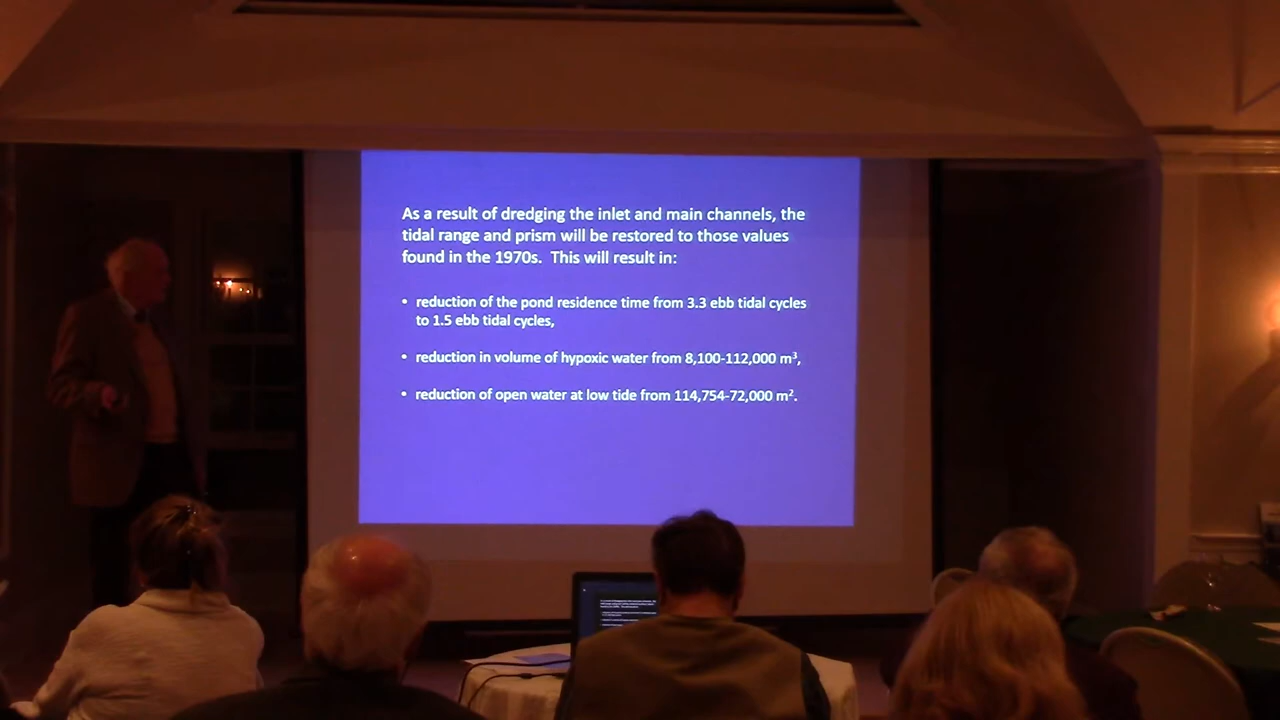 As a result of dredging the inlet and main channels, the
tidal range and prism will be restored to those values
found in the 1970s.  This will result in:
• reduction of the pond residence time from 3.3 ebb tidal cycles
to 1.5 ebb tidal cycles,
• reduction in volume of hypoxic water from 8,100-112,000 m³,
• reduction of open water at low tide from 114,754-72,000 m².